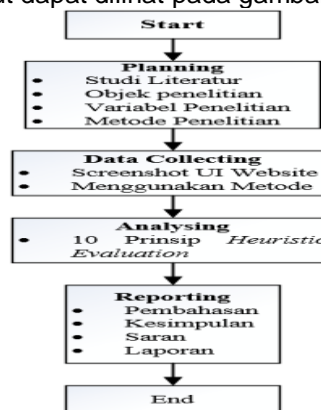 dapat dilihat pada gamba
Start
Planning
• Studi Literatur
• Objek penelitian
• Variabel Penelitian
• Metode Penelitian
Data Collecting
• Screenshot UI Website
• Menggunakan Metode
Analysing
• 10 Prinsip Heuristic
Evaluation
Reporting
• Pembahasan
• Kesimpulan
• Saran
• Laporan
End